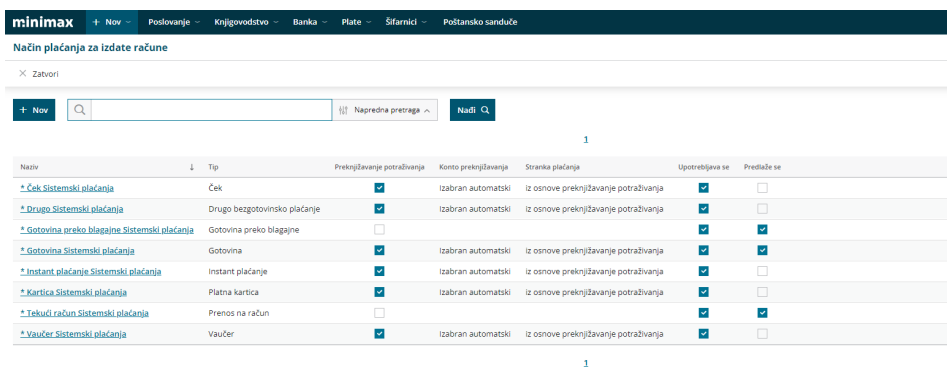 minimax + Nov Poslovanje Knjigovodstvo Banka Plate Šifarnici Poštansko sanduče
Način plaćanja za izdate račune
Zatvori
+ Nov Napredna pretraga Nađi
1
Naziv Tip Preknjižavanje potraživanja Konto preknjižavanja Stranka plaćanja Upotrebljava se Predlaže se
* Ček Sistemski plaćanja Ček Izabran automatski iz osnove preknjižavanje potraživanja
* Drugo Sistemski plaćanja Drugo bezgotovinsko plaćanje Izabran automatski iz osnove preknjižavanje potraživanja
* Gotovina preko blagajne Sistemski plaćanja Gotovina preko blagajne
* Gotovina Sistemski plaćanja Gotovina Izabran automatski iz osnove preknjižavanje potraživanja
* Instant plaćanje Sistemski plaćanja Instant plaćanje Izabran automatski iz osnove preknjižavanje potraživanja
* Kartica Sistemski plaćanja Platna kartica Izabran automatski iz osnove preknjižavanje potraživanja
* Tekući račun Sistemski plaćanja Prenos na račun
* Vaučer Sistemski plaćanja Vaučer Izabran automatski iz osnove preknjižavanje potraživanja
1